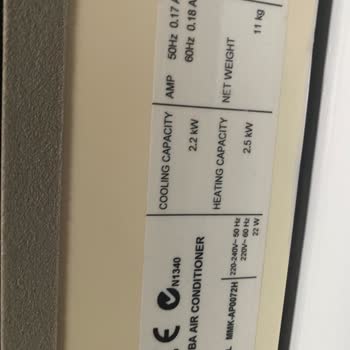 N1340
BA AIR CONDITIONER
L MMK-AP0072H
220-240V~ 50 Hz
220V~ 60 Hz
22 W
COOLING CAPACITY
2.2 kW
HEATING CAPACITY
2.5 kW
AMP 50Hz 0.17 A
60Hz 0.18 A
NET WEIGHT
11 kg